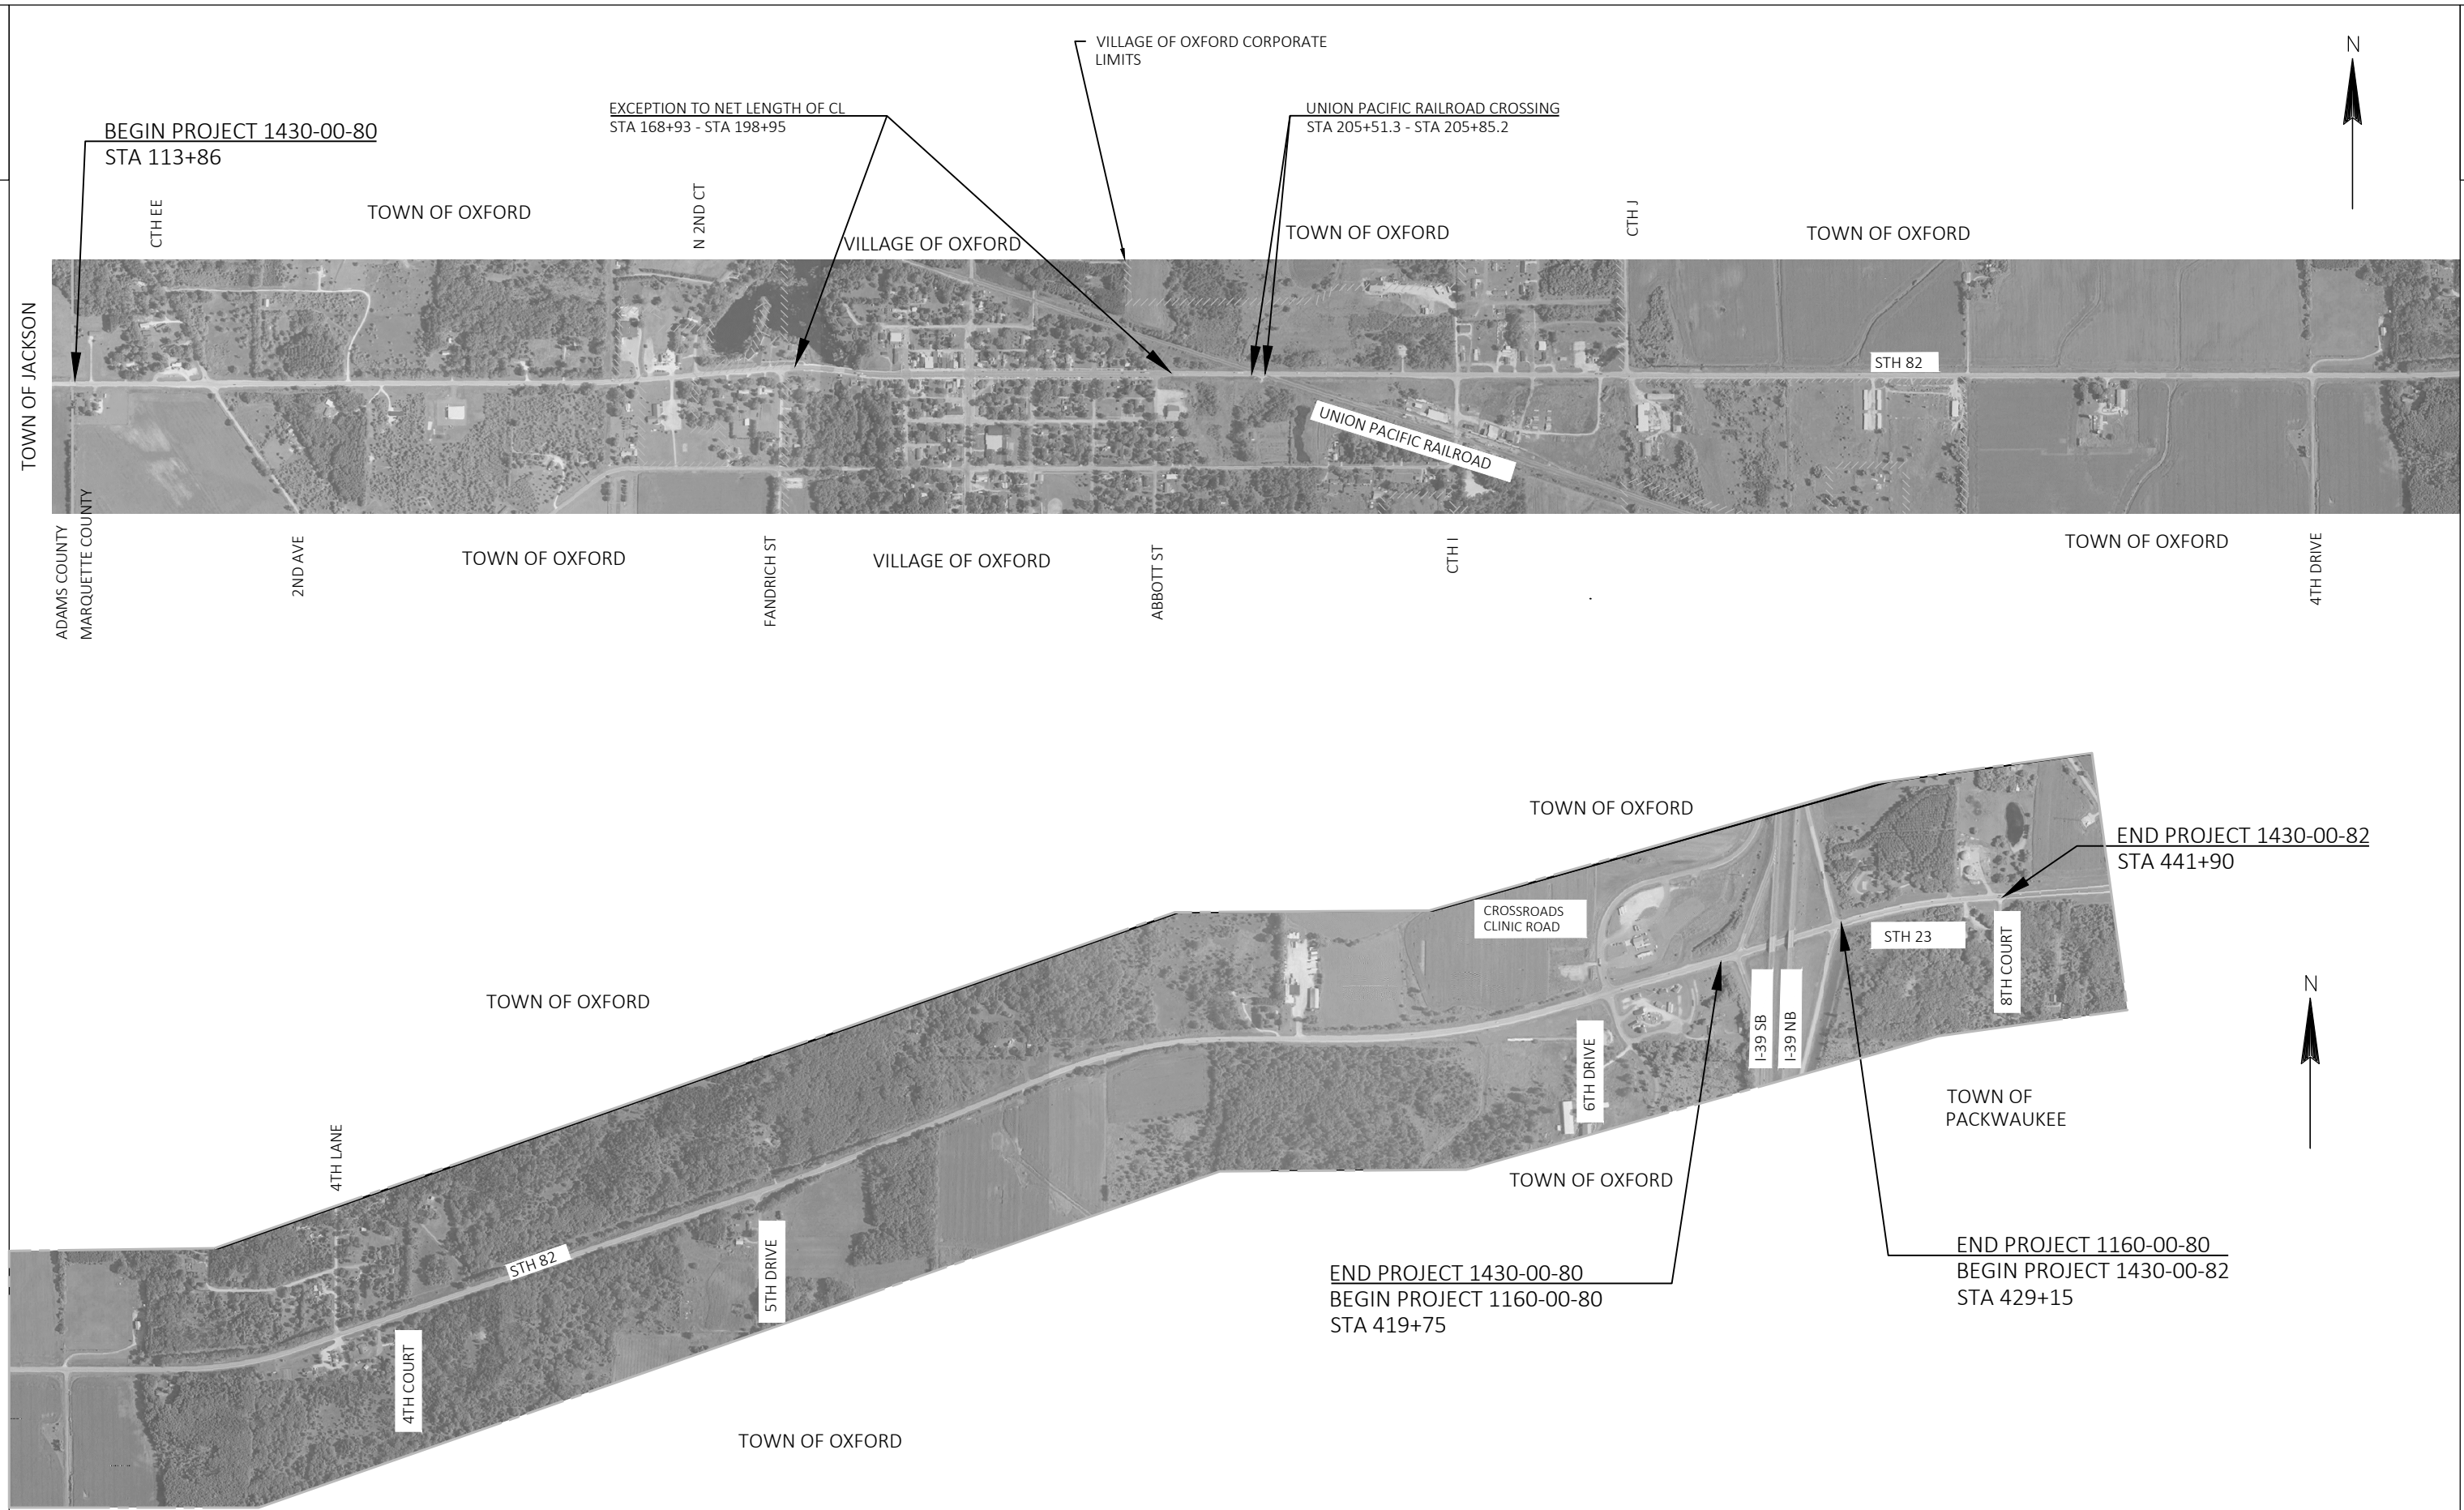 VILLAGE OF OXFORD CORPORATE
LIMITS
N
EXCEPTION TO NET LENGTH OF CL
STA 168+93 - STA 198+95
UNION PACIFIC RAILROAD CROSSING
STA 205+51.3 - STA 205+85.2
BEGIN PROJECT 1430-00-80
STA 113+86
CTH EE
TOWN OF OXFORD
N 2ND CT
VILLAGE OF OXFORD
TOWN OF OXFORD
CTH J
TOWN OF OXFORD
TOWN OF JACKSON
STH 82
UNION PACIFIC RAILROAD
ADAMS COUNTY
MARQUETTE COUNTY
2ND AVE
TOWN OF OXFORD
FANDRICH ST
VILLAGE OF OXFORD
ABBOTT ST
CTH I
TOWN OF OXFORD
4TH DRIVE
TOWN OF OXFORD
END PROJECT 1430-00-82
STA 441+90
CROSSROADS
CLINIC ROAD
STH 23
8TH COURT
TOWN OF OXFORD
N
I-39 SB
I-39 NB
6TH DRIVE
TOWN OF
PACKWAUKEE
4TH LANE
TOWN OF OXFORD
STH 82
5TH DRIVE
END PROJECT 1160-00-80
BEGIN PROJECT 1430-00-82
STA 429+15
END PROJECT 1430-00-80
BEGIN PROJECT 1160-00-80
STA 419+75
4TH COURT
TOWN OF OXFORD